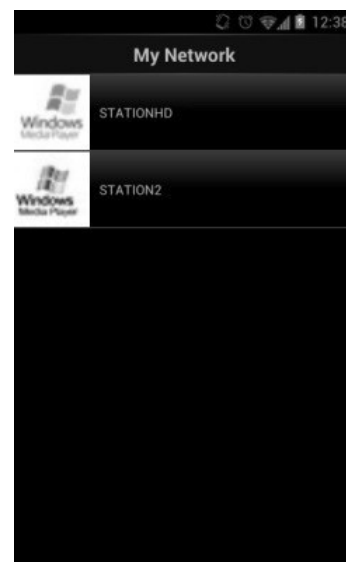 12:38
My Network
Windows
Media Player
STATIONHD
Windows
Media Player
STATION2